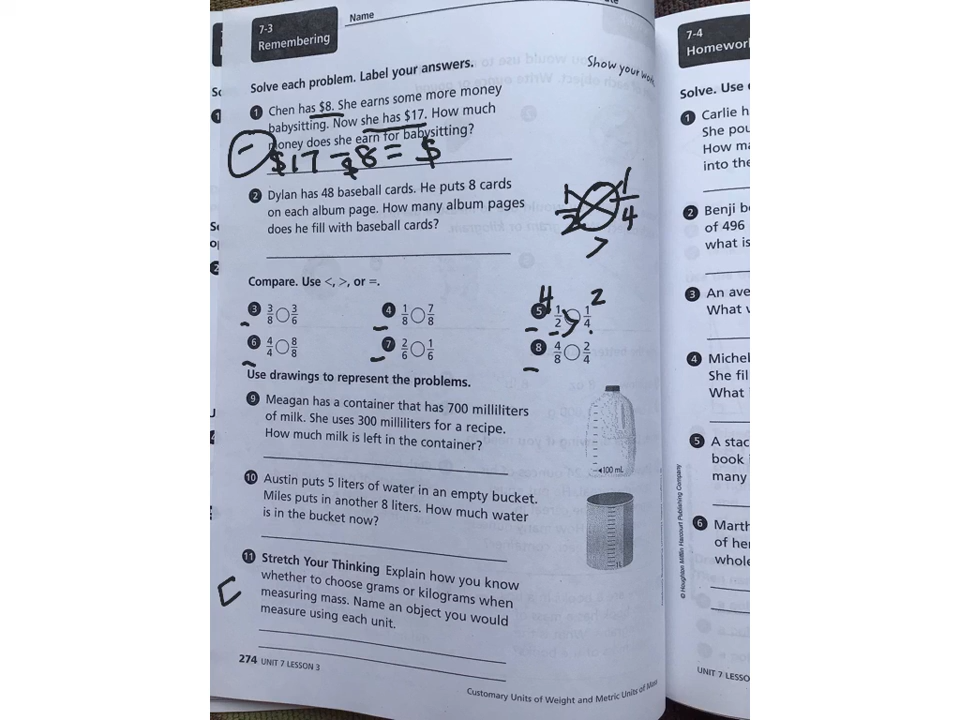 7-3
Remembering
Name
Show your work.
Solve each problem. Label your answers.
1 Chen has $8. She earns some more money
babysitting. Now she has $17. How much
money does she earn for babysitting?
− $17 − $8 = $
2 Dylan has 48 baseball cards. He puts 8 cards
on each album page. How many album pages
does he fill with baseball cards?
1/2 1/4
>
Compare. Use <, >, or =.
4 2
3 3/8 ○ 3/6 4 1/8 ○ 7/8 5 1/2 > 1/4
6 4/4 ○ 8/8 7 2/6 ○ 1/6 8 4/8 ○ 2/4
Use drawings to represent the problems.
9 Meagan has a container that has 700 milliliters
of milk. She uses 300 milliliters for a recipe.
How much milk is left in the container?
100 mL
10 Austin puts 5 liters of water in an empty bucket.
Miles puts in another 8 liters. How much water
is in the bucket now?
1L
11 Stretch Your Thinking Explain how you know
whether to choose grams or kilograms when
measuring mass. Name an object you would
measure using each unit.
274 UNIT 7 LESSON 3
Customary Units of Weight and Metric Units of Mass
© Houghton Mifflin Harcourt Publishing Company
7-4
Homework
Solve. Use
1 Carlie h
She pou
How ma
into the
2 Benji b
of 496
what is
3 An ave
What
4 Michel
She fil
What
5 A stac
book
many
6 Marth
of her
whole
UNIT 7 LESSO